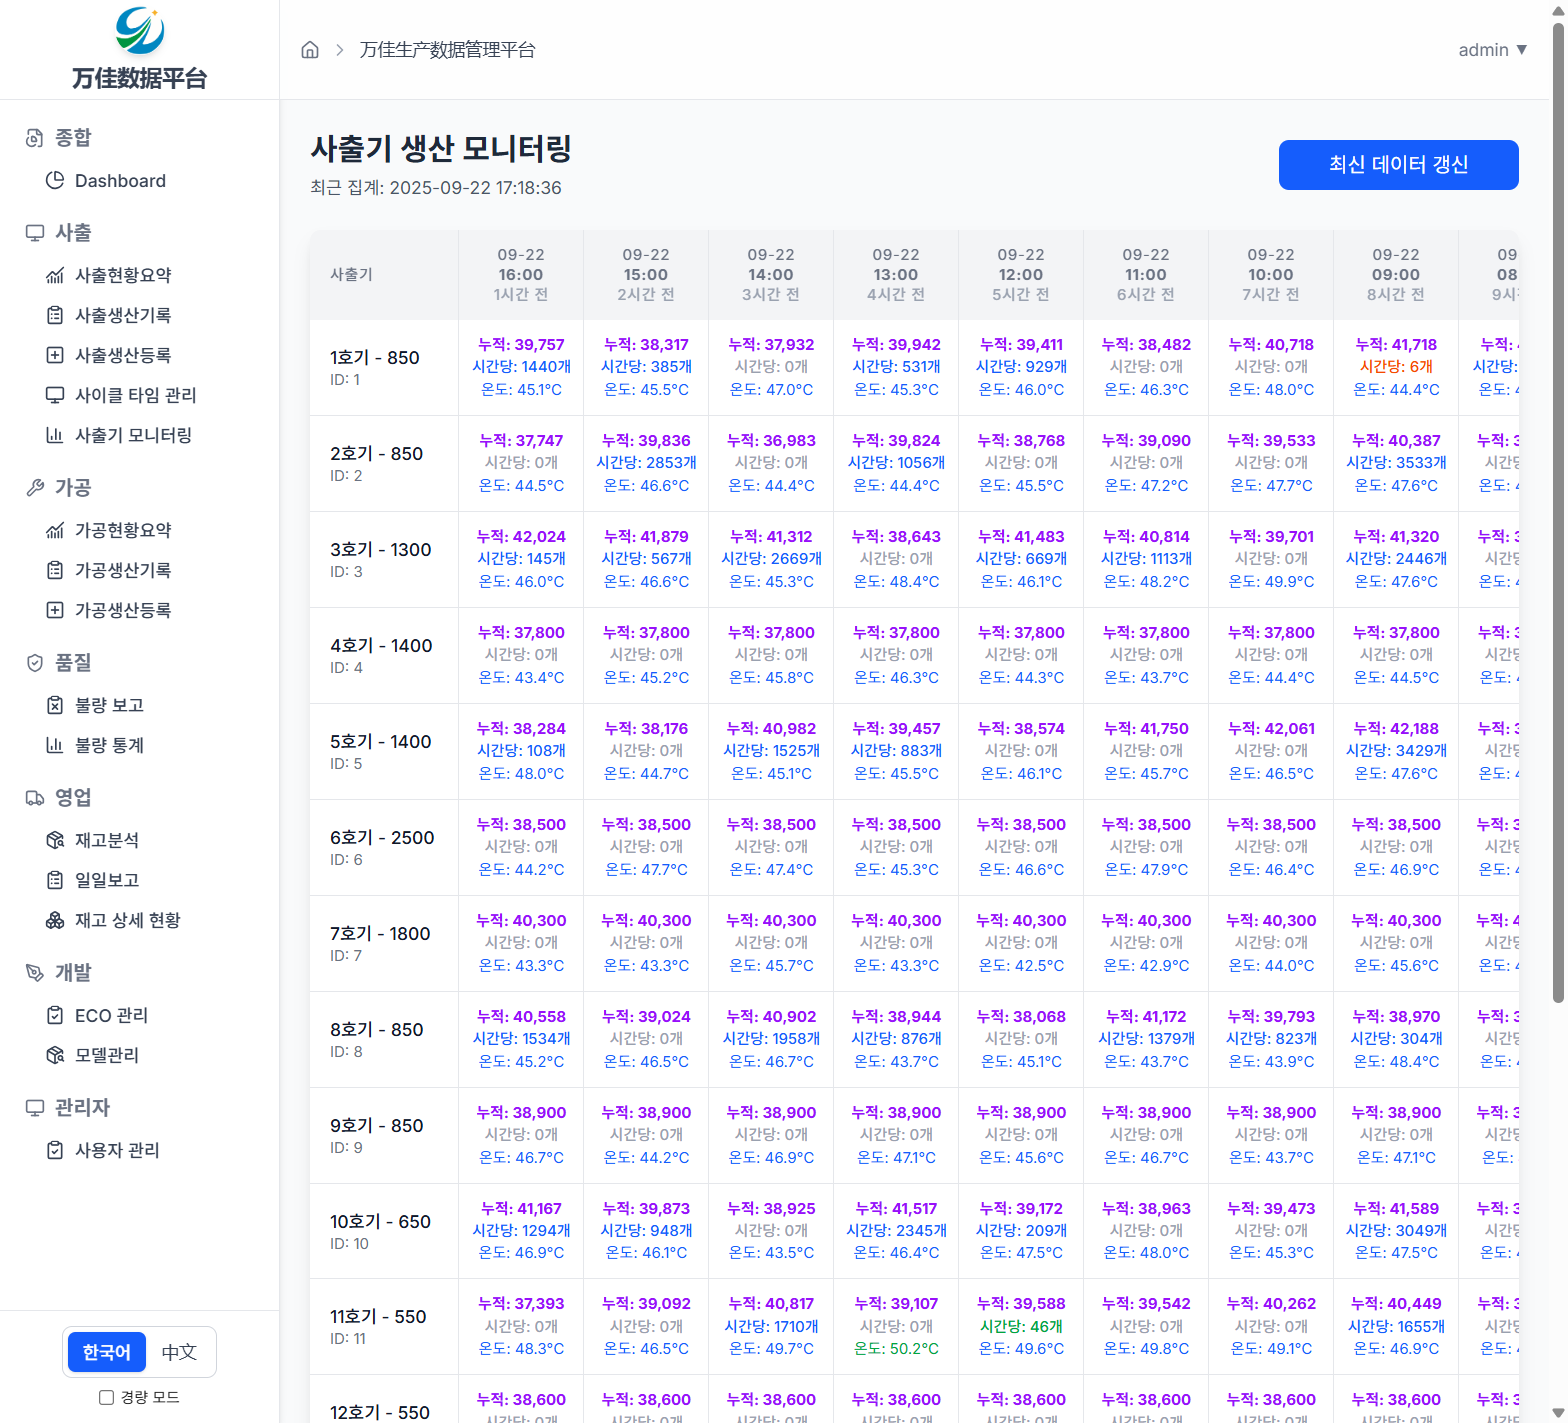 万佳数据平台
종합
Dashboard
사출
사출현황요약
사출생산기록
사출생산등록
사이클 타임 관리
사출기 모니터링
가공
가공현황요약
가공생산기록
가공생산등록
품질
불량 보고
불량 통계
영업
재고분석
일일보고
재고 상세 현황
개발
ECO 관리
모델관리
관리자
사용자 관리
한국어 中文
경량 모드
万佳生产数据管理平台
admin ▼
사출기 생산 모니터링
최근 집계: 2025-09-22 17:18:36
최신 데이터 갱신
09-22 09-22 09-22 09-22 09-22 09-22 09-22 09-22 09
사출기 16:00 15:00 14:00 13:00 12:00 11:00 10:00 09:00 08
1시간 전 2시간 전 3시간 전 4시간 전 5시간 전 6시간 전 7시간 전 8시간 전 9시
누적: 39,757 누적: 38,317 누적: 37,932 누적: 39,942 누적: 39,411 누적: 38,482 누적: 40,718 누적: 41,718 누적:
1호기 - 850 시간당: 1440개 시간당: 385개 시간당: 0개 시간당: 531개 시간당: 929개 시간당: 0개 시간당: 0개 시간당: 6개 시간당:
ID: 1 온도: 45.1°C 온도: 45.5°C 온도: 47.0°C 온도: 45.3°C 온도: 46.0°C 온도: 46.3°C 온도: 48.0°C 온도: 44.4°C 온도:
누적: 37,747 누적: 39,836 누적: 36,983 누적: 39,824 누적: 38,768 누적: 39,090 누적: 39,533 누적: 40,387 누적:
2호기 - 850 시간당: 0개 시간당: 2853개 시간당: 0개 시간당: 1056개 시간당: 0개 시간당: 0개 시간당: 0개 시간당: 3533개 시간
ID: 2 온도: 44.5°C 온도: 46.6°C 온도: 44.4°C 온도: 44.4°C 온도: 45.5°C 온도: 47.2°C 온도: 47.7°C 온도: 47.6°C 온도:
누적: 42,024 누적: 41,879 누적: 41,312 누적: 38,643 누적: 41,483 누적: 40,814 누적: 39,701 누적: 41,320 누적:
3호기 - 1300 시간당: 145개 시간당: 567개 시간당: 2669개 시간당: 0개 시간당: 669개 시간당: 1113개 시간당: 0개 시간당: 2446개 시간
ID: 3 온도: 46.0°C 온도: 46.6°C 온도: 45.3°C 온도: 48.4°C 온도: 46.1°C 온도: 48.2°C 온도: 49.9°C 온도: 47.6°C 온도:
누적: 37,800 누적: 37,800 누적: 37,800 누적: 37,800 누적: 37,800 누적: 37,800 누적: 37,800 누적: 37,800 누적:
4호기 - 1400 시간당: 0개 시간당: 0개 시간당: 0개 시간당: 0개 시간당: 0개 시간당: 0개 시간당: 0개 시간당: 0개 시간
ID: 4 온도: 43.4°C 온도: 45.2°C 온도: 45.8°C 온도: 46.3°C 온도: 44.3°C 온도: 43.7°C 온도: 44.4°C 온도: 44.5°C 온도:
누적: 38,284 누적: 38,176 누적: 40,982 누적: 39,457 누적: 38,574 누적: 41,750 누적: 42,061 누적: 42,188 누적:
5호기 - 1400 시간당: 108개 시간당: 0개 시간당: 1525개 시간당: 883개 시간당: 0개 시간당: 0개 시간당: 0개 시간당: 3429개 시간
ID: 5 온도: 48.0°C 온도: 44.7°C 온도: 45.1°C 온도: 45.5°C 온도: 46.1°C 온도: 45.7°C 온도: 46.5°C 온도: 47.6°C 온도:
누적: 38,500 누적: 38,500 누적: 38,500 누적: 38,500 누적: 38,500 누적: 38,500 누적: 38,500 누적: 38,500 누적:
6호기 - 2500 시간당: 0개 시간당: 0개 시간당: 0개 시간당: 0개 시간당: 0개 시간당: 0개 시간당: 0개 시간당: 0개 시간
ID: 6 온도: 44.2°C 온도: 47.7°C 온도: 47.4°C 온도: 45.3°C 온도: 46.6°C 온도: 47.9°C 온도: 46.4°C 온도: 46.9°C 온도:
누적: 40,300 누적: 40,300 누적: 40,300 누적: 40,300 누적: 40,300 누적: 40,300 누적: 40,300 누적: 40,300 누적:
7호기 - 1800 시간당: 0개 시간당: 0개 시간당: 0개 시간당: 0개 시간당: 0개 시간당: 0개 시간당: 0개 시간당: 0개 시간
ID: 7 온도: 43.3°C 온도: 43.3°C 온도: 45.7°C 온도: 43.3°C 온도: 42.5°C 온도: 42.9°C 온도: 44.0°C 온도: 45.6°C 온도:
누적: 40,558 누적: 39,024 누적: 40,902 누적: 38,944 누적: 38,068 누적: 41,172 누적: 39,793 누적: 38,970 누적:
8호기 - 850 시간당: 1534개 시간당: 0개 시간당: 1958개 시간당: 876개 시간당: 0개 시간당: 1379개 시간당: 823개 시간당: 304개 시간
ID: 8 온도: 45.2°C 온도: 46.5°C 온도: 46.7°C 온도: 43.7°C 온도: 45.1°C 온도: 43.7°C 온도: 43.9°C 온도: 48.4°C 온도:
누적: 38,900 누적: 38,900 누적: 38,900 누적: 38,900 누적: 38,900 누적: 38,900 누적: 38,900 누적: 38,900 누적:
9호기 - 850 시간당: 0개 시간당: 0개 시간당: 0개 시간당: 0개 시간당: 0개 시간당: 0개 시간당: 0개 시간당: 0개 시간
ID: 9 온도: 46.7°C 온도: 44.2°C 온도: 46.9°C 온도: 47.1°C 온도: 45.6°C 온도: 46.7°C 온도: 43.7°C 온도: 47.1°C 온도:
누적: 41,167 누적: 39,873 누적: 38,925 누적: 41,517 누적: 39,172 누적: 38,963 누적: 39,473 누적: 41,589 누적:
10호기 - 650 시간당: 1294개 시간당: 948개 시간당: 0개 시간당: 2345개 시간당: 209개 시간당: 0개 시간당: 0개 시간당: 3049개 시간
ID: 10 온도: 46.9°C 온도: 46.1°C 온도: 43.5°C 온도: 46.4°C 온도: 47.5°C 온도: 48.0°C 온도: 45.3°C 온도: 47.5°C 온도:
누적: 37,393 누적: 39,092 누적: 40,817 누적: 39,107 누적: 39,588 누적: 39,542 누적: 40,262 누적: 40,449 누적:
11호기 - 550 시간당: 0개 시간당: 0개 시간당: 1710개 시간당: 0개 시간당: 46개 시간당: 0개 시간당: 0개 시간당: 1655개 시간
ID: 11 온도: 48.3°C 온도: 46.5°C 온도: 49.7°C 온도: 50.2°C 온도: 49.6°C 온도: 49.8°C 온도: 49.1°C 온도: 46.9°C 온도:
누적: 38,600 누적: 38,600 누적: 38,600 누적: 38,600 누적: 38,600 누적: 38,600 누적: 38,600 누적: 38,600 누적:
12호기 - 550 시간당: 0개 시간당: 0개 시간당: 0개 시간당: 0개 시간당: 0개 시간당: 0개 시간당: 0개 시간당: 0개